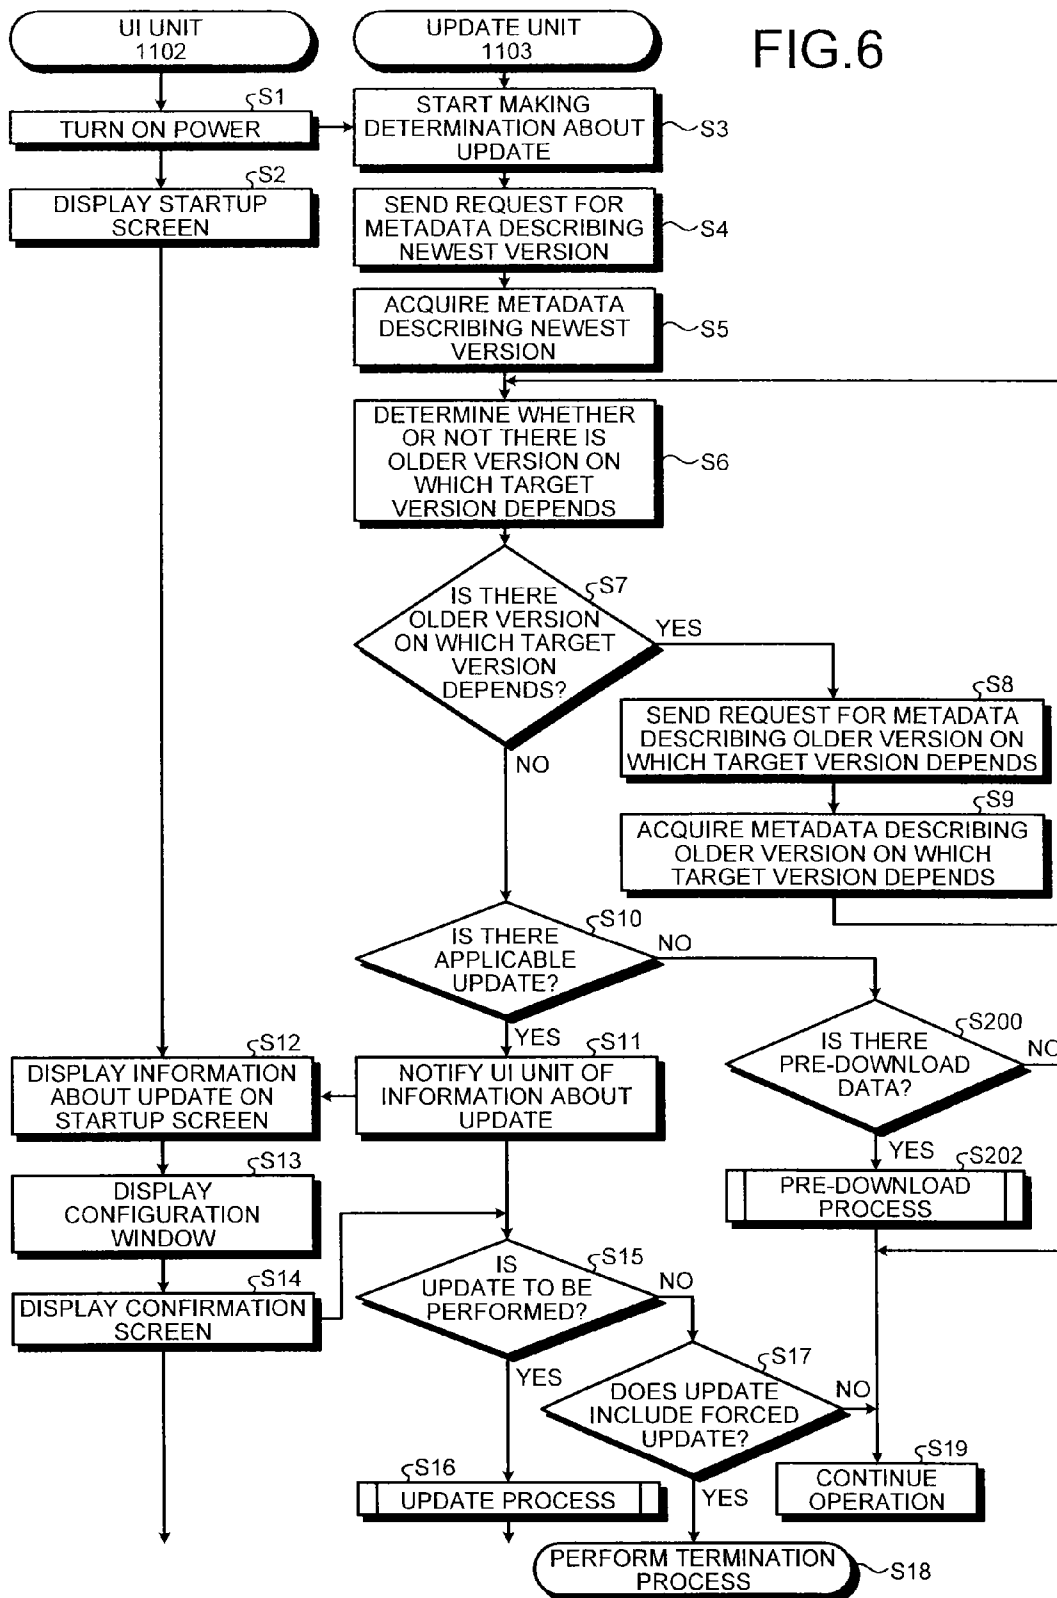 FIG.6
UI UNIT
1102
UPDATE UNIT
1103
S1
TURN ON POWER
START MAKING
DETERMINATION ABOUT
UPDATE
S3
S2
DISPLAY STARTUP
SCREEN
SEND REQUEST FOR
METADATA DESCRIBING
NEWEST VERSION
S4
ACQUIRE METADATA
DESCRIBING NEWEST
VERSION
S5
DETERMINE WHETHER
OR NOT THERE IS
OLDER VERSION ON
WHICH TARGET
VERSION DEPENDS
S6
S7
IS THERE
OLDER VERSION
ON WHICH TARGET
VERSION
DEPENDS?
YES
NO
S8
SEND REQUEST FOR METADATA
DESCRIBING OLDER VERSION ON
WHICH TARGET VERSION DEPENDS
S9
ACQUIRE METADATA DESCRIBING
OLDER VERSION ON WHICH
TARGET VERSION DEPENDS
S10
IS THERE
APPLICABLE
UPDATE?
NO
YES
S200
IS THERE
PRE-DOWNLOAD
DATA?
NO
YES
S12
DISPLAY INFORMATION
ABOUT UPDATE ON
STARTUP SCREEN
S11
NOTIFY UI UNIT OF
INFORMATION ABOUT
UPDATE
S202
PRE-DOWNLOAD
PROCESS
S13
DISPLAY
CONFIGURATION
WINDOW
S14
DISPLAY CONFIRMATION
SCREEN
S15
IS
UPDATE TO BE
PERFORMED?
NO
YES
S17
DOES UPDATE
INCLUDE FORCED
UPDATE?
NO
YES
S16
UPDATE PROCESS
S19
CONTINUE
OPERATION
PERFORM TERMINATION
PROCESS
S18